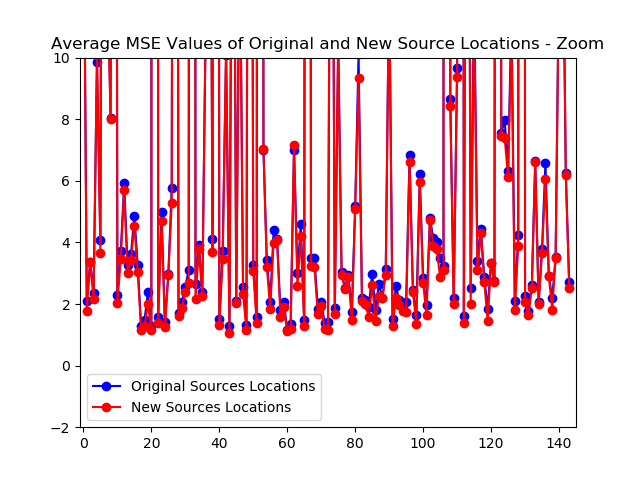 Average MSE Values of Original and New Source Locations - Zoom
10
8
6
4
2
0
−2
Original Sources Locations
New Sources Locations
0 20 40 60 80 100 120 140